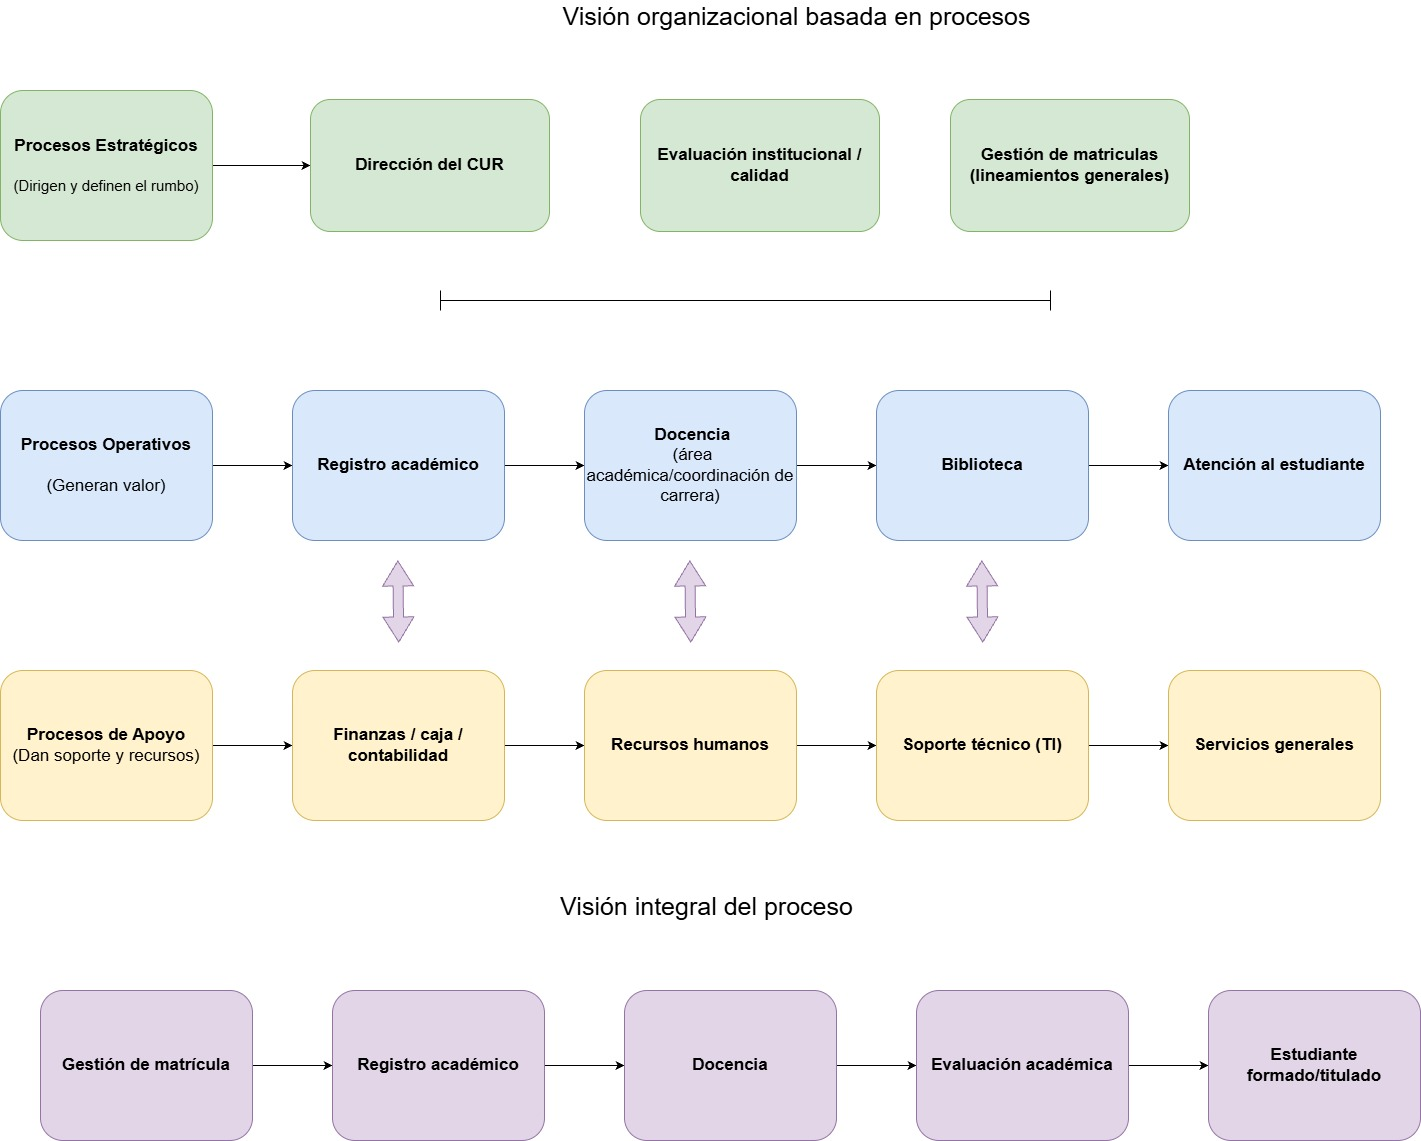 Visión organizacional basada en procesos
Procesos Estratégicos
(Dirigen y definen el rumbo)
Dirección del CUR
Evaluación institucional /
calidad
Gestión de matriculas
(lineamientos generales)
Procesos Operativos
(Generan valor)
Registro académico
Docencia
(área
académica/coordinación de
carrera)
Biblioteca
Atención al estudiante
Procesos de Apoyo
(Dan soporte y recursos)
Finanzas / caja /
contabilidad
Recursos humanos
Soporte técnico (TI)
Servicios generales
Visión integral del proceso
Gestión de matrícula
Registro académico
Docencia
Evaluación académica
Estudiante
formado/titulado